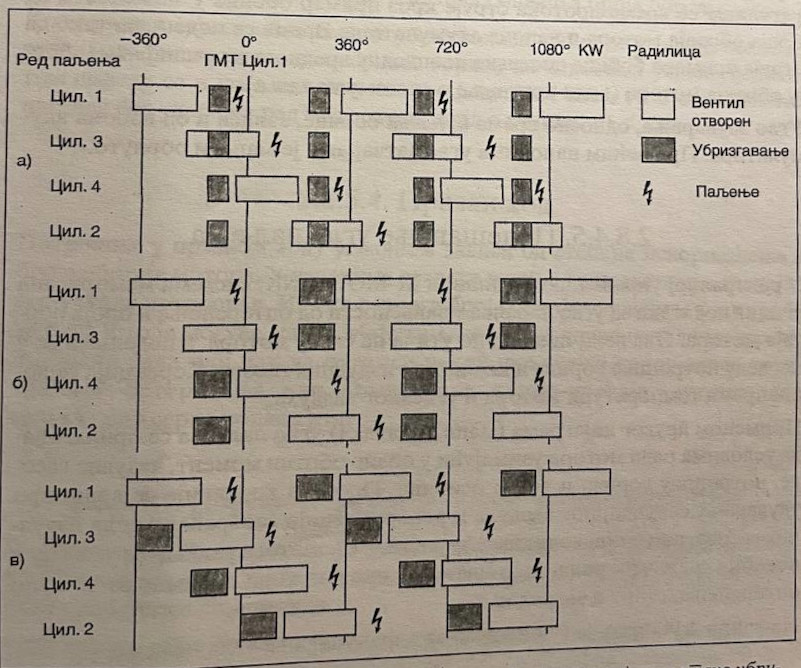 −360° 0° 360° 720° 1080° KW Радилица
Ред паљења ГМТ Цил.1
Цил. 1
Цил. 3
а)
Цил. 4
Цил. 2
Вентил
отворен
Убризгавање
Паљење
Цил. 1
Цил. 3
б) Цил. 4
Цил. 2
Цил. 1
Цил. 3
в)
Цил. 4
Цил. 2